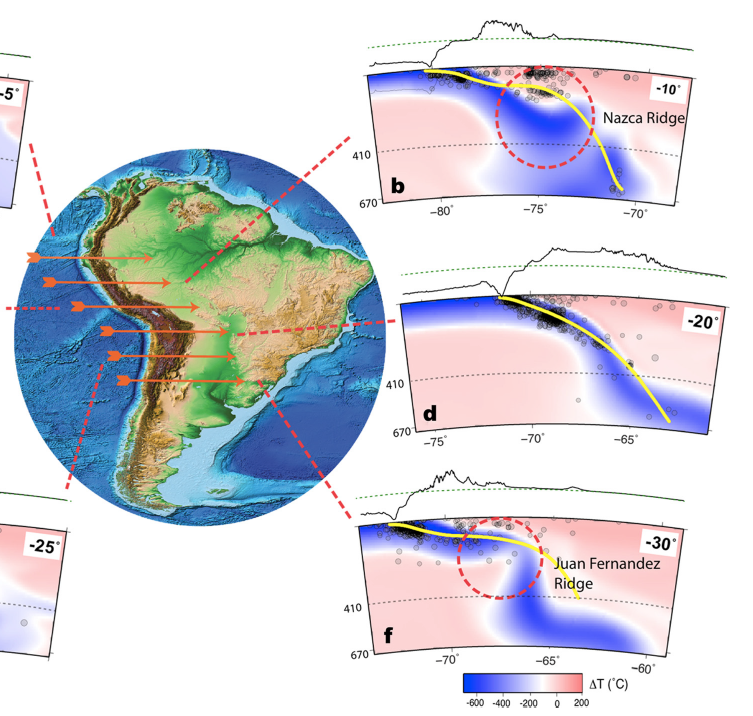 -5°
-10°
Nazca Ridge
410
b
670
-80°
-75°
-70°
-20°
410
d
670
-75°
-70°
-65°
-25°
-30°
Juan Fernandez
Ridge
410
f
670
-70°
-65°
-60°
ΔT (°C)
-600 -400 -200 0 200